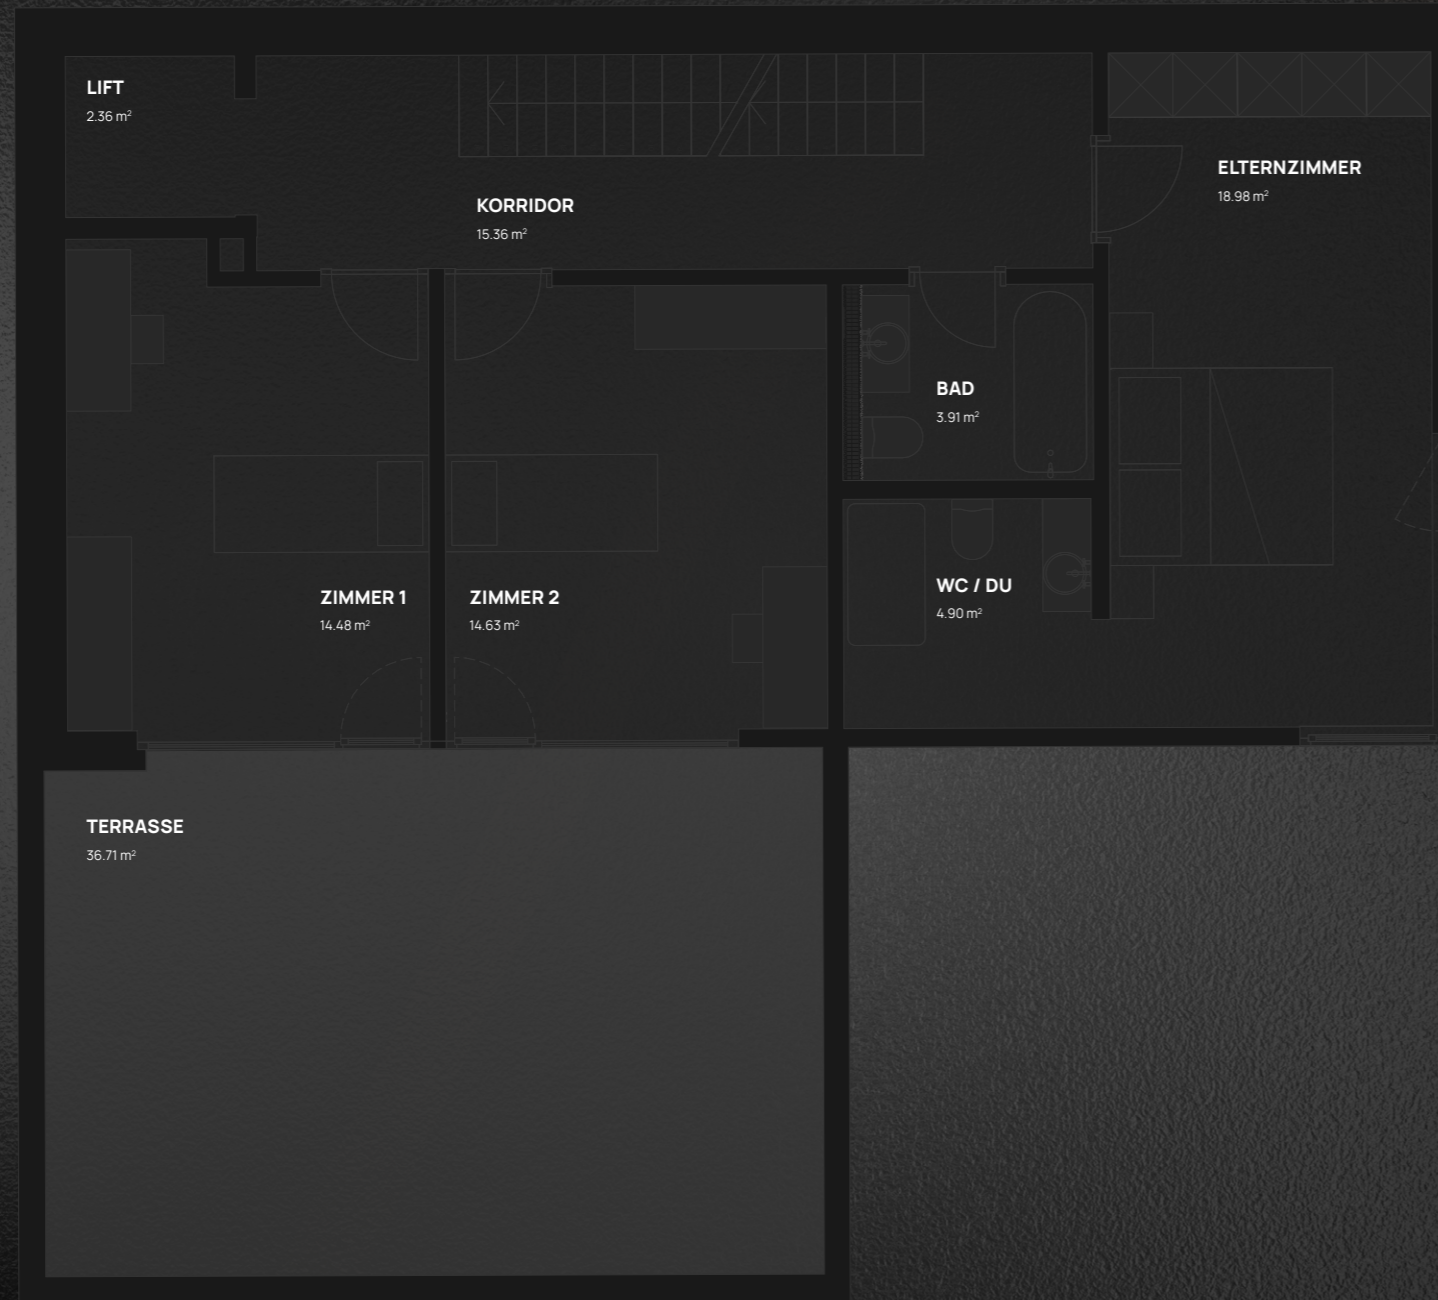 LIFT
2.36 m²
ELTERNZIMMER
18.98 m²
KORRIDOR
15.36 m²
BAD
3.91 m²
ZIMMER 1
14.48 m²
ZIMMER 2
14.63 m²
WC / DU
4.90 m²
TERRASSE
36.71 m²